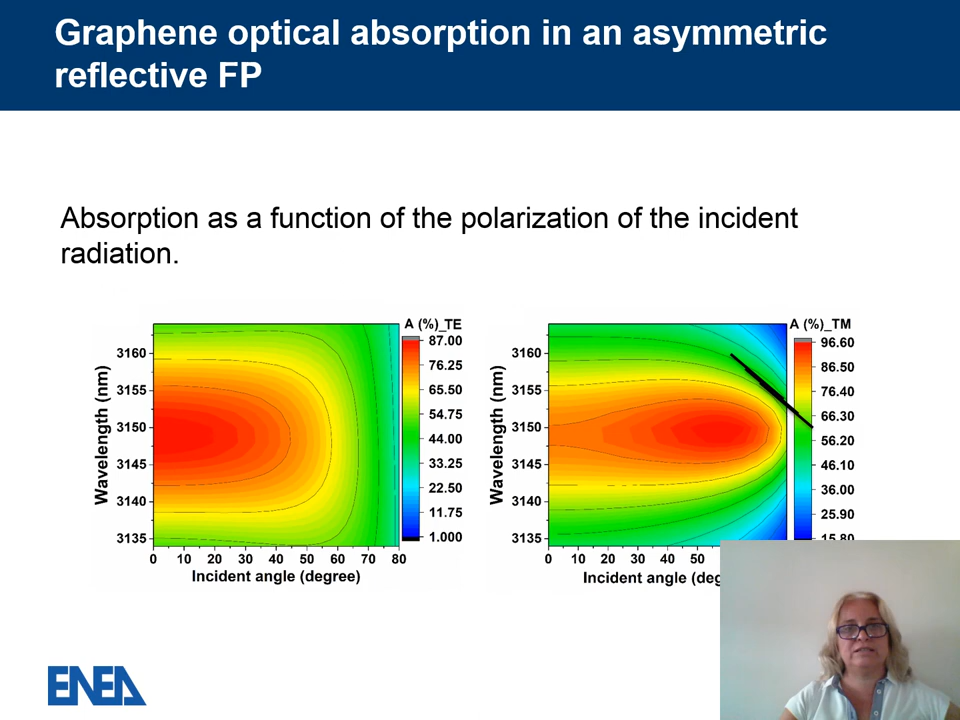 Graphene optical absorption in an asymmetric
reflective FP
Absorption as a function of the polarization of the incident
radiation.
A (%)_TE
87.00
76.25
65.50
54.75
44.00
33.25
22.50
11.75
1.000
Wavelength (nm)
3160
3155
3150
3145
3140
3135
0 10 20 30 40 50 60 70 80
Incident angle (degree)
A (%)_TM
96.60
86.50
76.40
66.30
56.20
46.10
36.00
25.90
15.80
Wavelength (nm)
3160
3155
3150
3145
3140
3135
0 10 20 30 40 50
Incident angle
ENEA